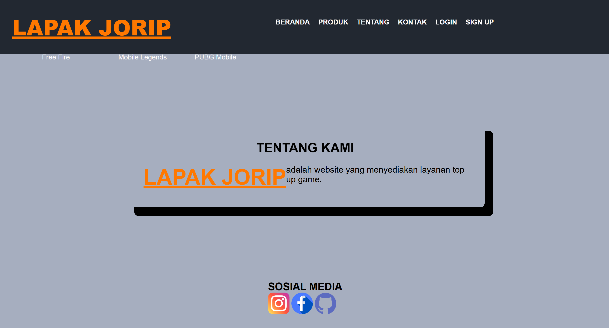 LAPAK JORIP
BERANDA PRODUK TENTANG KONTAK LOGIN SIGN UP
Free Fire Mobile Legends PUBG Mobile
TENTANG KAMI
LAPAK JORIP adalah website yang menyediakan layanan top
up game.
SOSIAL MEDIA